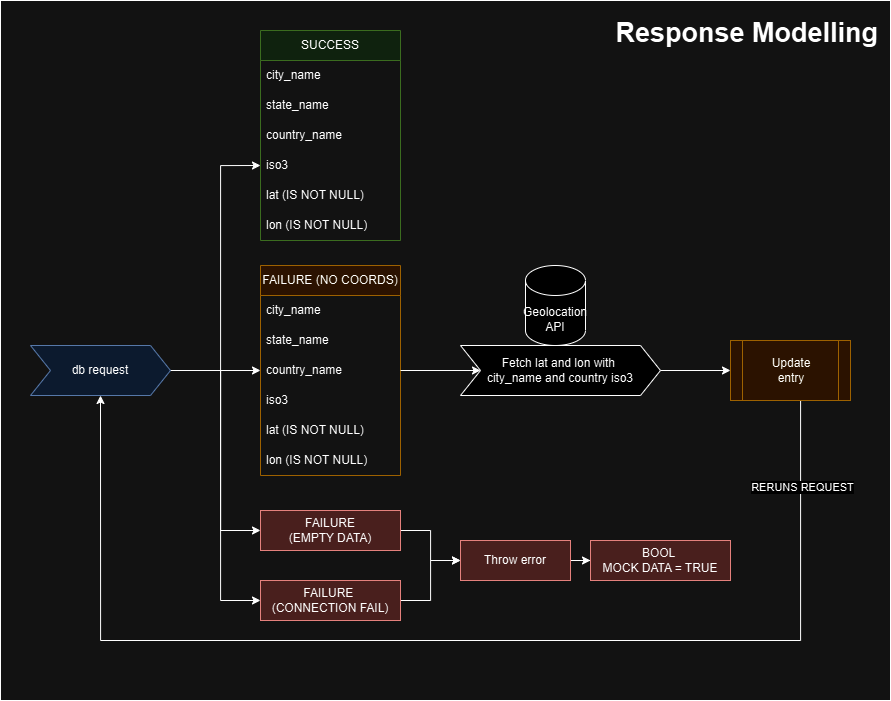 Response Modelling
SUCCESS
city_name
state_name
country_name
iso3
lat (IS NOT NULL)
lon (IS NOT NULL)
FAILURE (NO COORDS)
city_name
state_name
country_name
iso3
lat (IS NOT NULL)
lon (IS NOT NULL)
db request
Geolocation
API
Fetch lat and lon with
city_name and country iso3
Update
entry
RERUNS REQUEST
FAILURE
(EMPTY DATA)
FAILURE
(CONNECTION FAIL)
Throw error
BOOL
MOCK DATA = TRUE